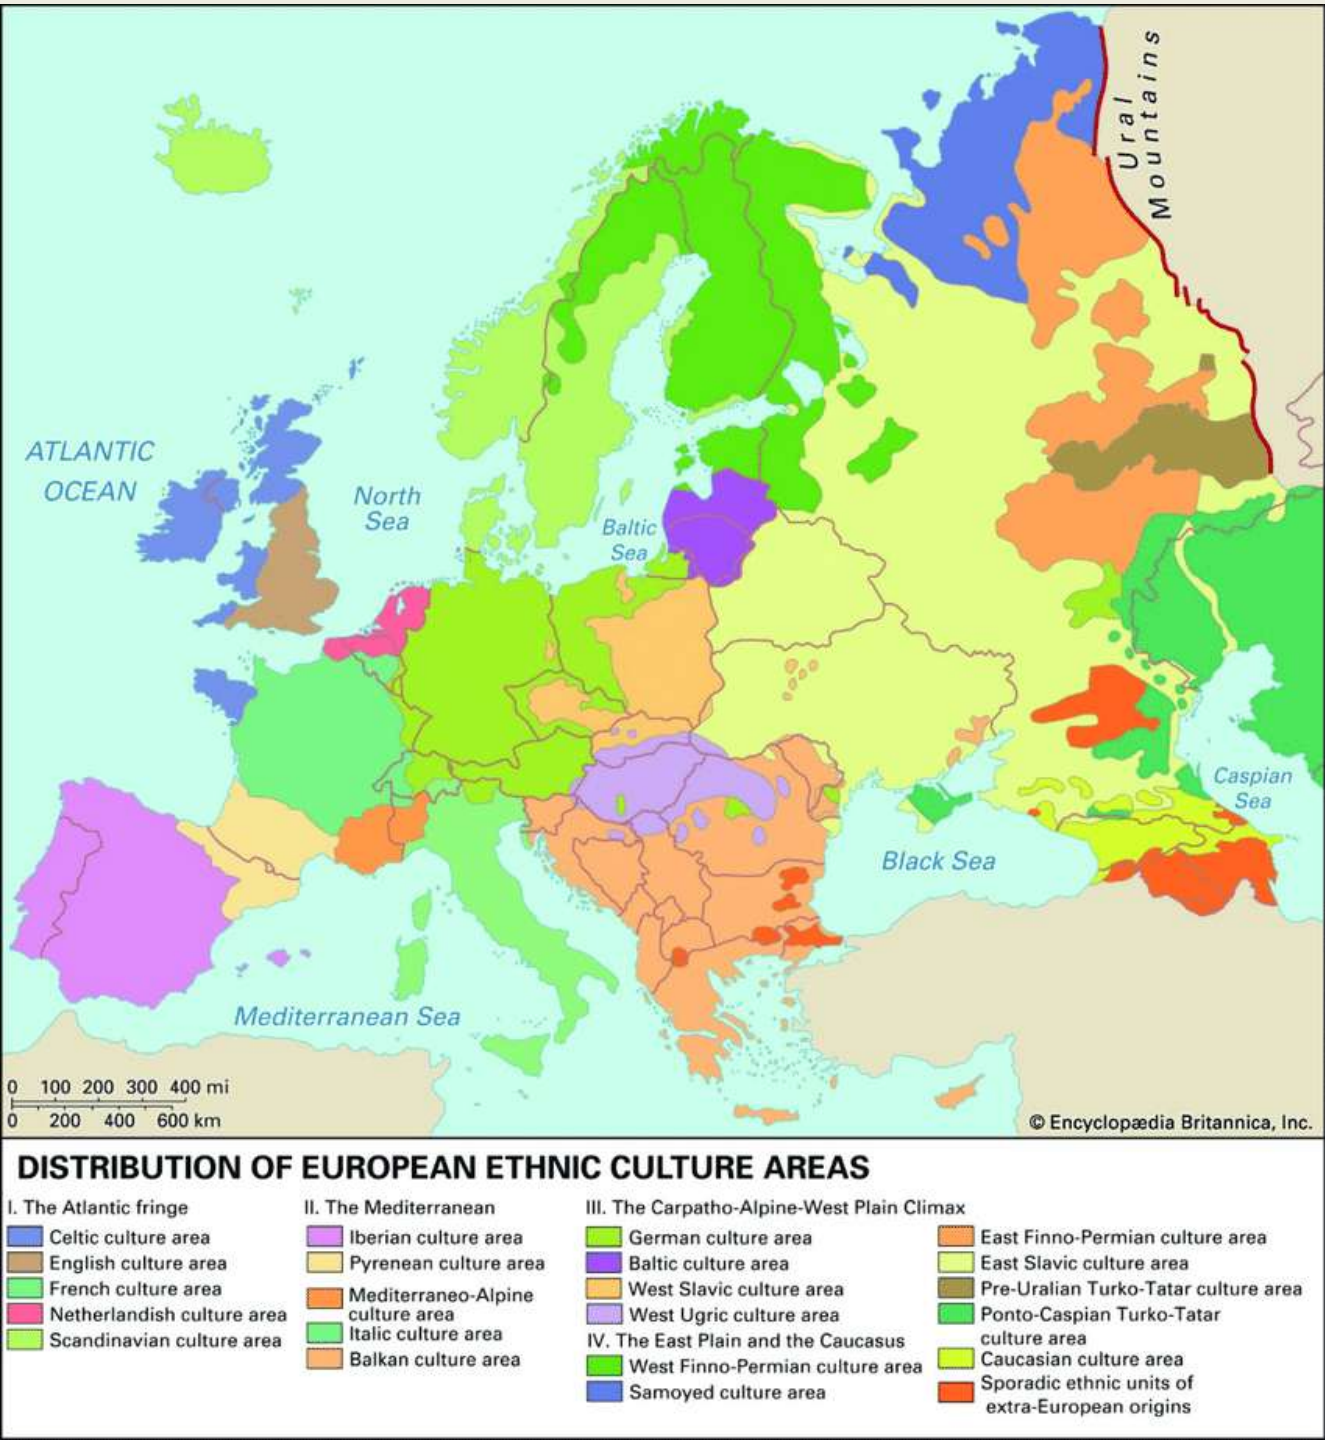 Ural
Mountains
ATLANTIC
OCEAN
North
Sea
Baltic
Sea
Caspian
Sea
Black Sea
Mediterranean Sea
0 100 200 300 400 mi
0 200 400 600 km
© Encyclopædia Britannica, Inc.
DISTRIBUTION OF EUROPEAN ETHNIC CULTURE AREAS
I. The Atlantic fringe
Celtic culture area
English culture area
French culture area
Netherlandish culture area
Scandinavian culture area
II. The Mediterranean
Iberian culture area
Pyrenean culture area
Mediterraneo-Alpine
culture area
Italic culture area
Balkan culture area
III. The Carpatho-Alpine-West Plain Climax
German culture area
Baltic culture area
West Slavic culture area
West Ugric culture area
IV. The East Plain and the Caucasus
West Finno-Permian culture area
Samoyed culture area
East Finno-Permian culture area
East Slavic culture area
Pre-Uralian Turko-Tatar culture area
Ponto-Caspian Turko-Tatar
culture area
Caucasian culture area
Sporadic ethnic units of
extra-European origins